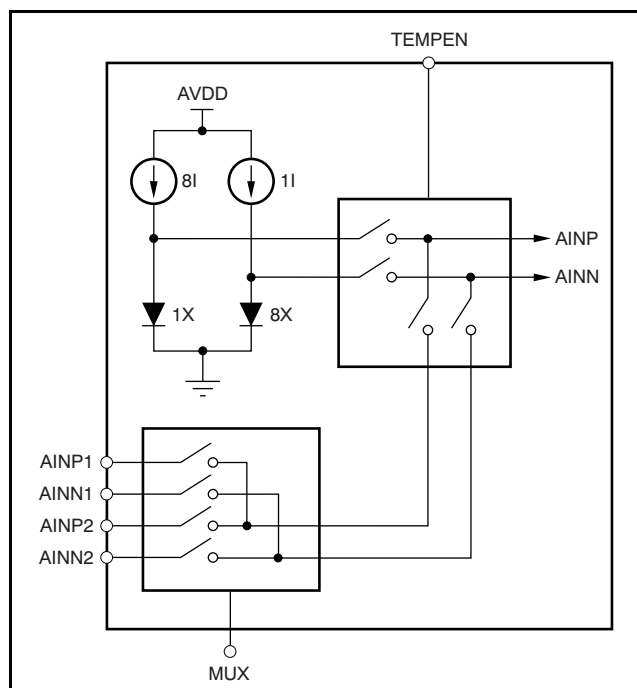 TEMPEN
AVDD
8I
1I
AINP
AINN
1X
8X
AINP1
AINN1
AINP2
AINN2
MUX